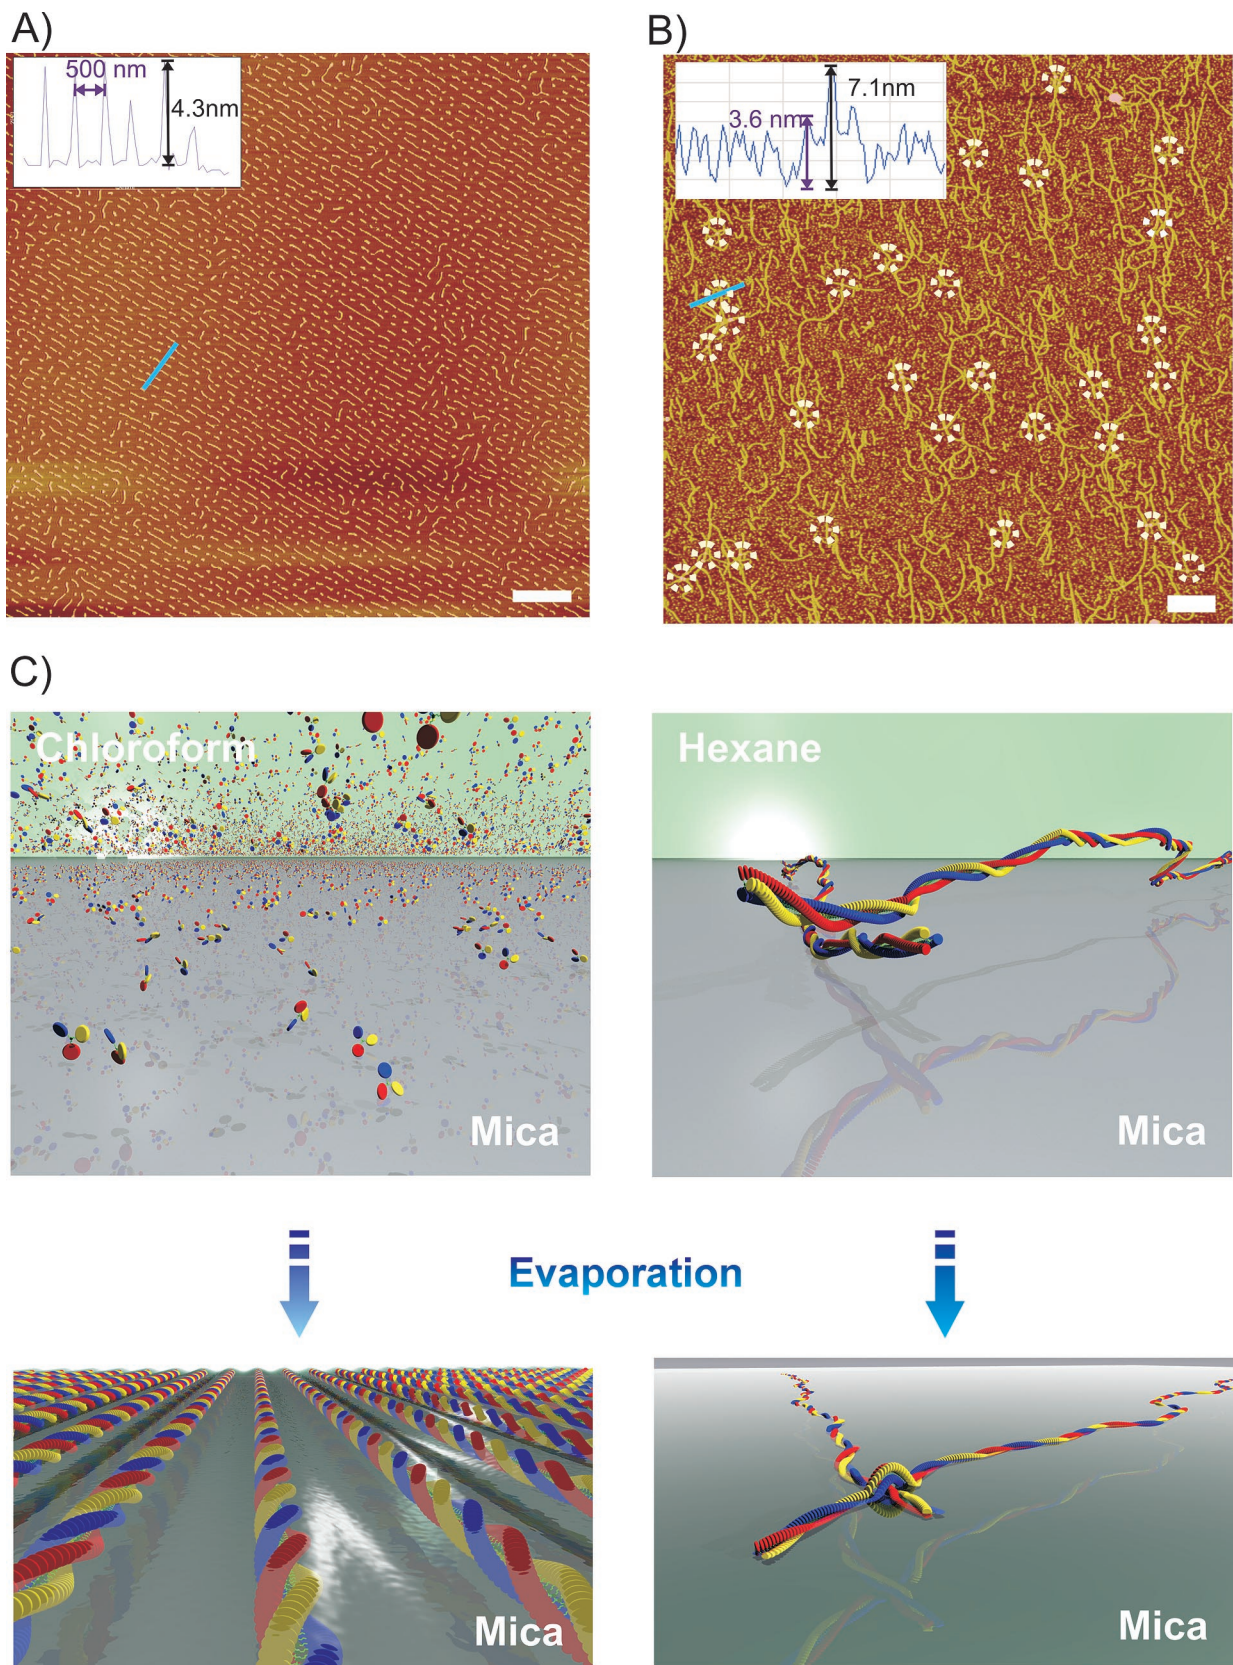 A)
B)
500 nm
4.3nm
7.1nm
3.6 nm
C)
Chloroform
Hexane
Mica
Mica
Evaporation
Mica
Mica